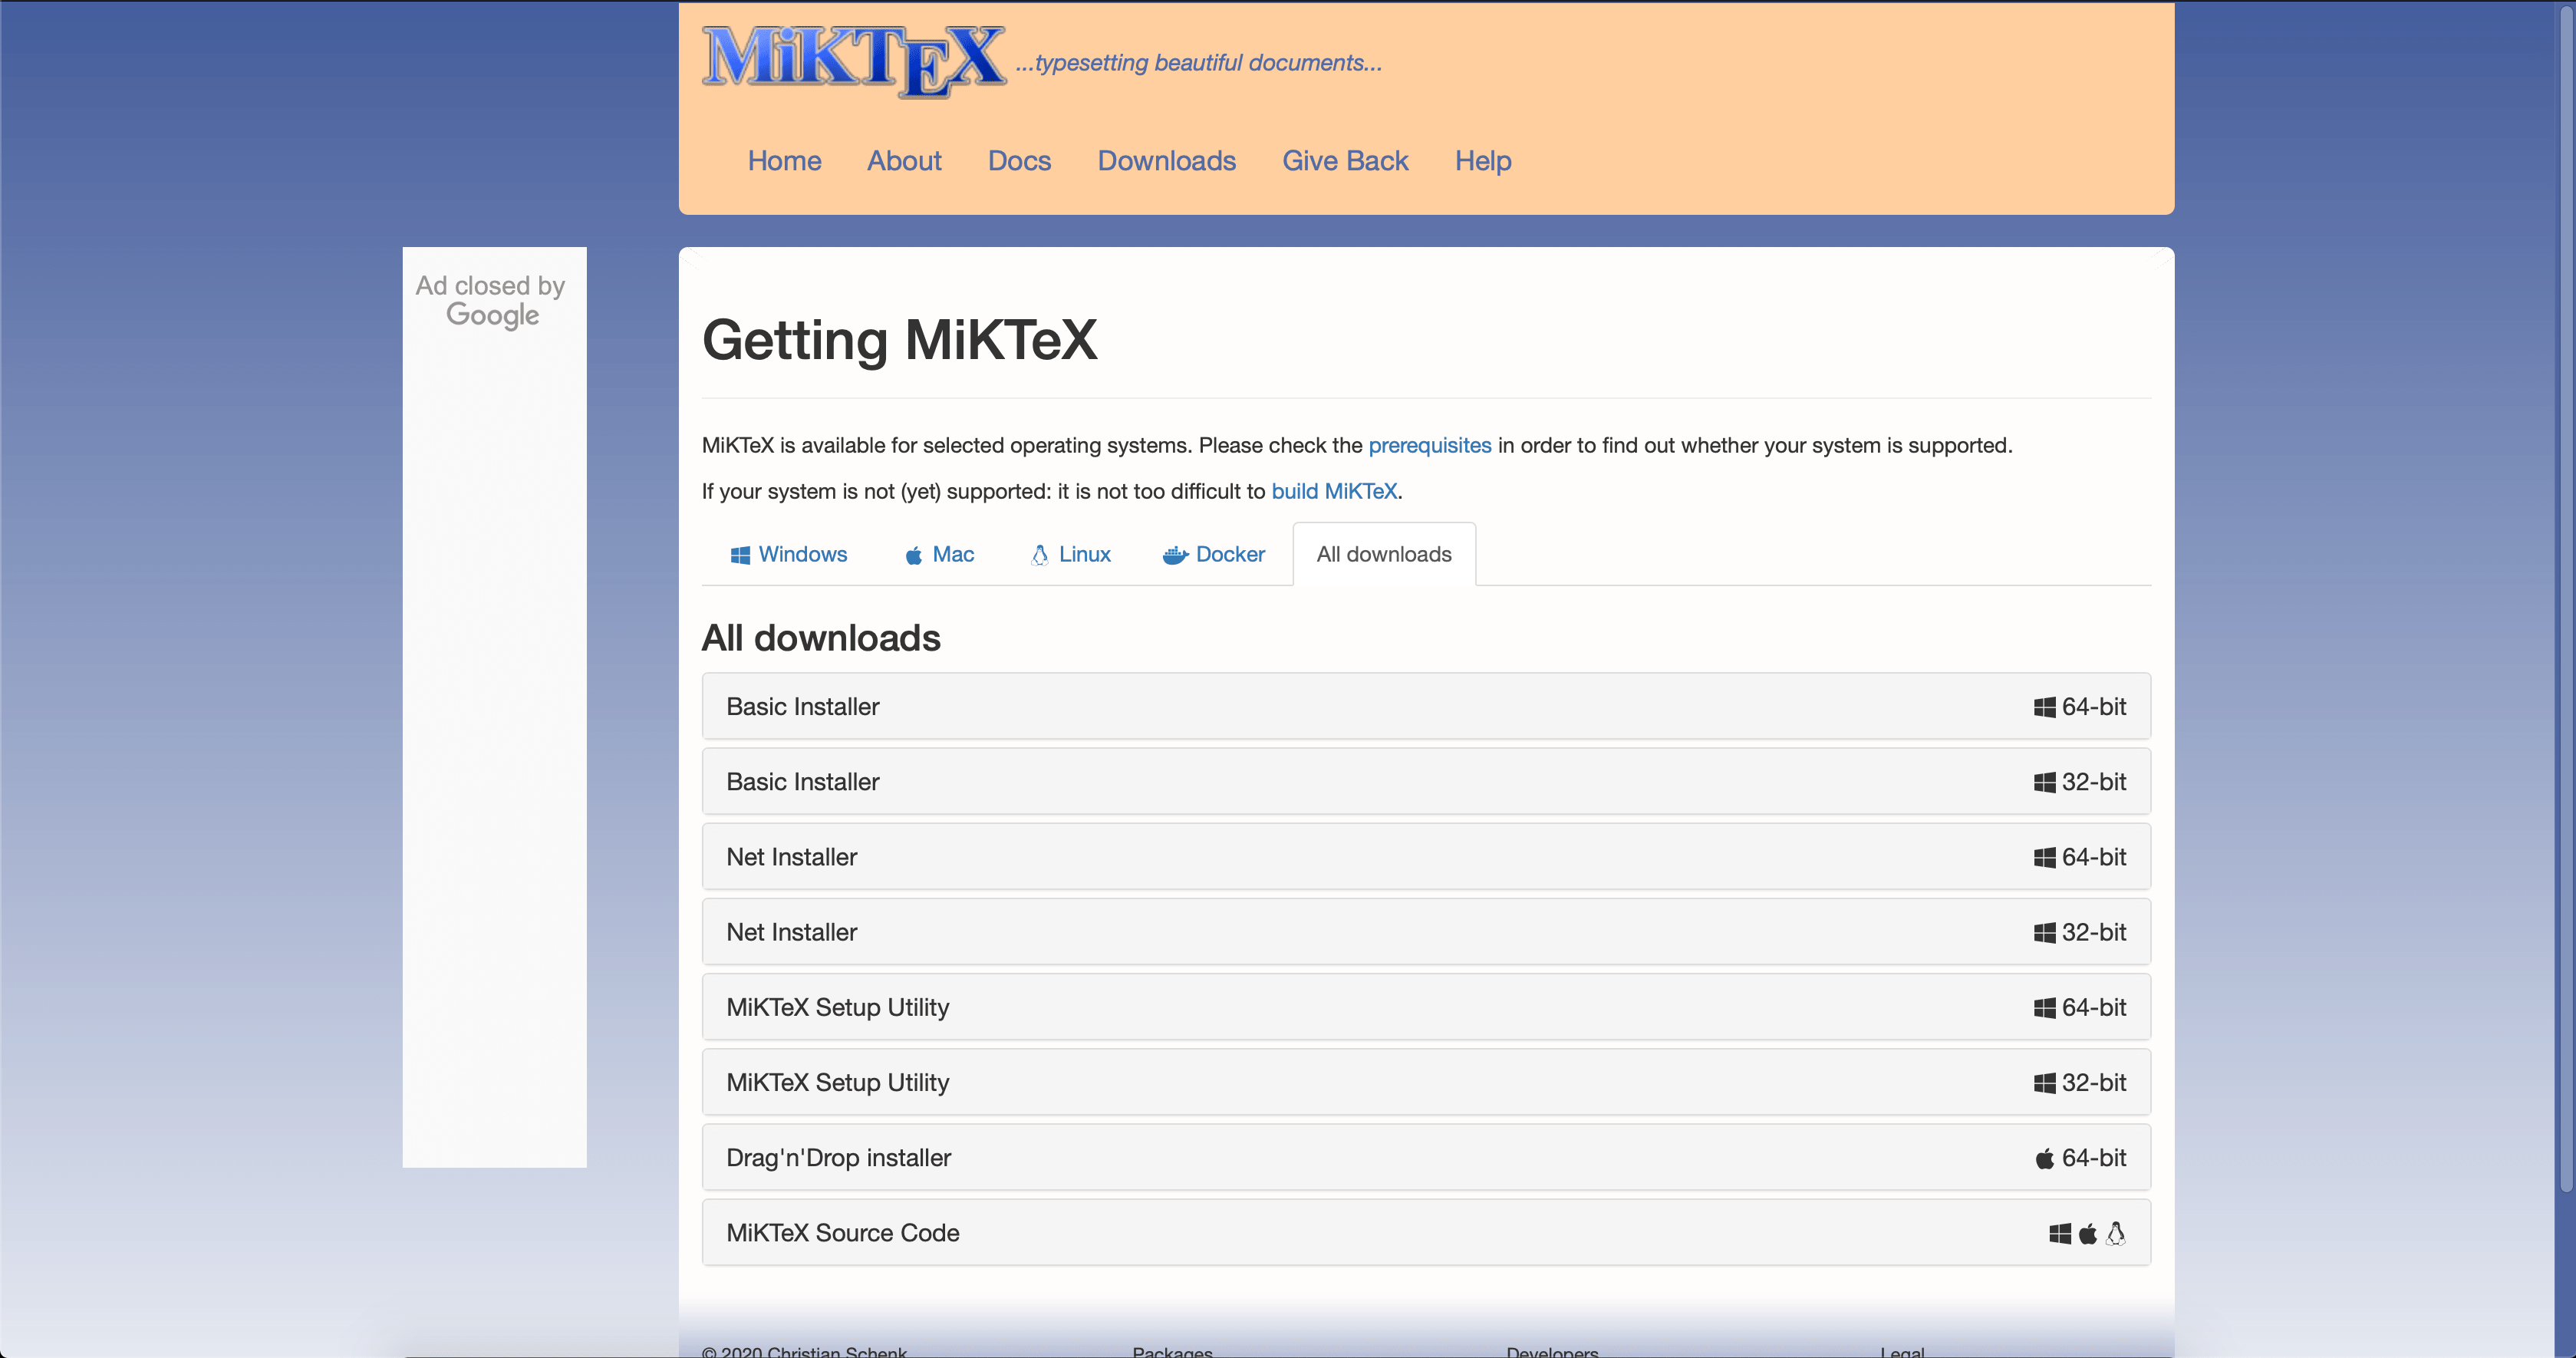 MiKTEX ...typesetting beautiful documents...
Home About Docs Downloads Give Back Help
Ad closed by
Google
Getting MiKTeX
MiKTeX is available for selected operating systems. Please check the prerequisites in order to find out whether your system is supported.
If your system is not (yet) supported: it is not too difficult to build MiKTeX.
Windows Mac Linux Docker All downloads
All downloads
Basic Installer 64-bit
Basic Installer 32-bit
Net Installer 64-bit
Net Installer 32-bit
MiKTeX Setup Utility 64-bit
MiKTeX Setup Utility 32-bit
Drag'n'Drop installer 64-bit
MiKTeX Source Code
© 2020 Christian Schenk Packages Developers Legal